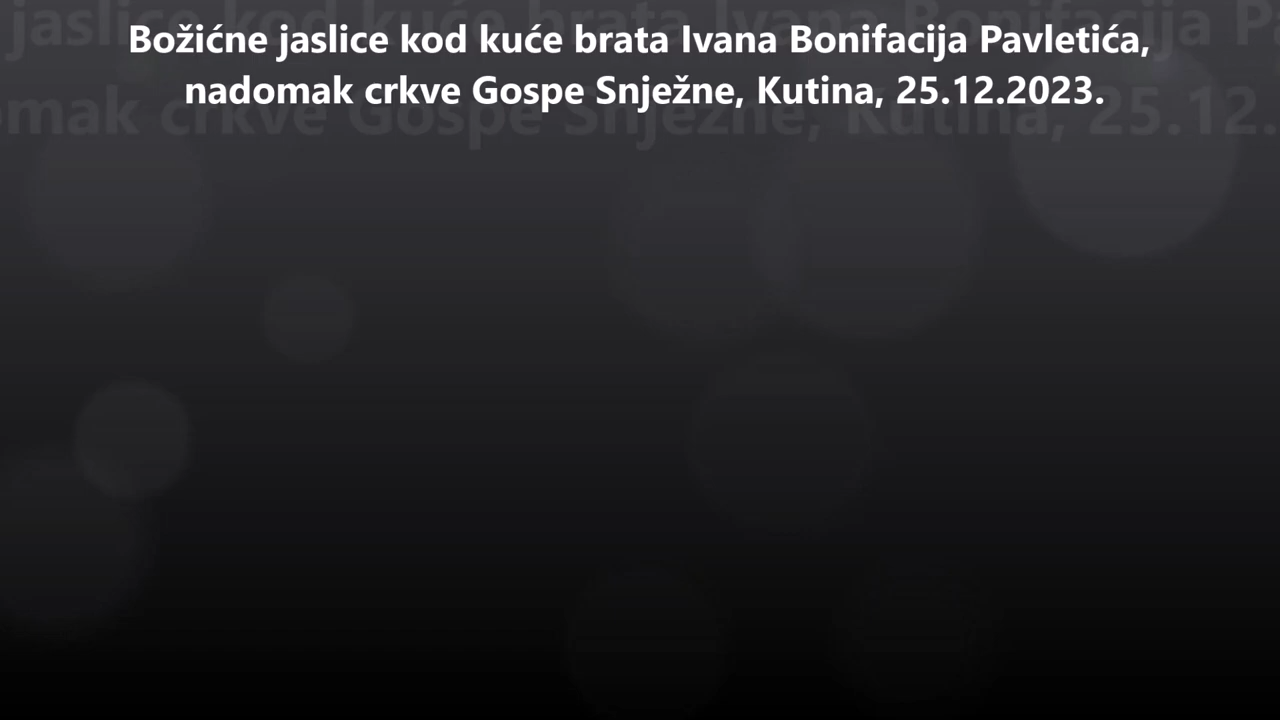 Božićne jaslice kod kuće brata Ivana Bonifacija Pavletića,
nadomak crkve Gospe Snježne, Kutina, 25.12.2023.